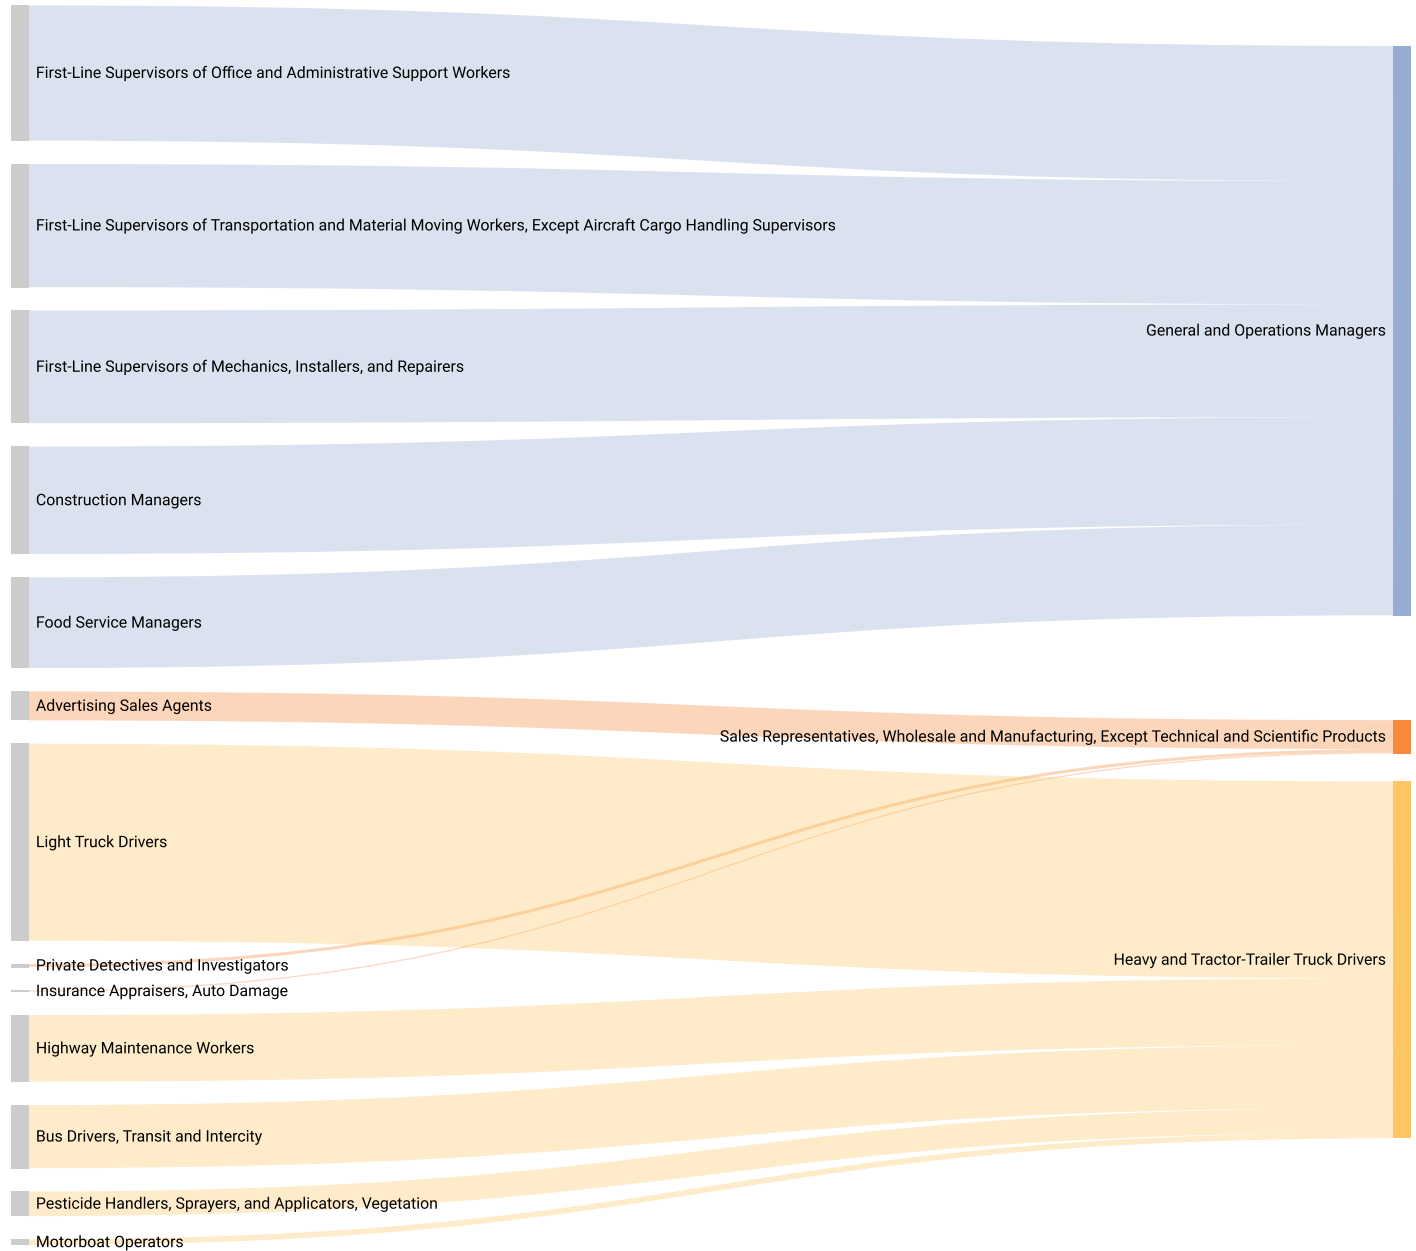 First-Line Supervisors of Office and Administrative Support Workers
First-Line Supervisors of Transportation and Material Moving Workers, Except Aircraft Cargo Handling Supervisors
General and Operations Managers
First-Line Supervisors of Mechanics, Installers, and Repairers
Construction Managers
Food Service Managers
Advertising Sales Agents
Sales Representatives, Wholesale and Manufacturing, Except Technical and Scientific Products
Light Truck Drivers
Heavy and Tractor-Trailer Truck Drivers
Private Detectives and Investigators
Insurance Appraisers, Auto Damage
Highway Maintenance Workers
Bus Drivers, Transit and Intercity
Pesticide Handlers, Sprayers, and Applicators, Vegetation
Motorboat Operators